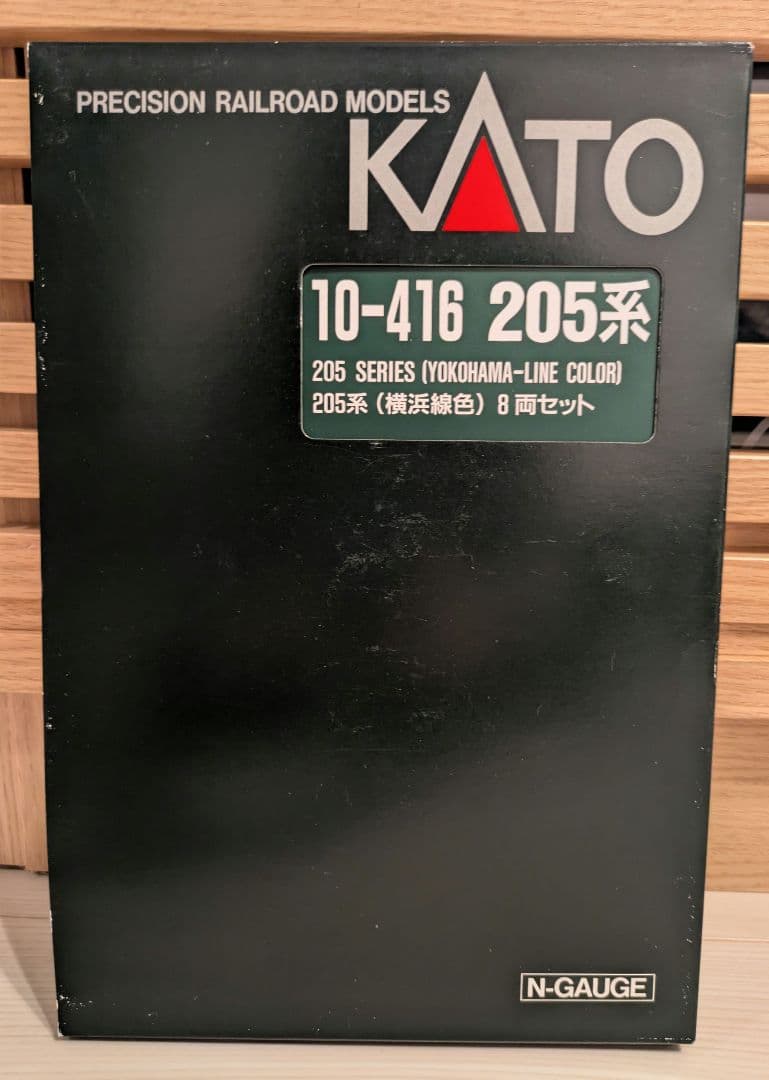 PRECISION RAILROAD MODELS
KATO
10-416 205系
205 SERIES (YOKOHAMA-LINE COLOR)
205系(横浜線色) 8両セット
N-GAUGE